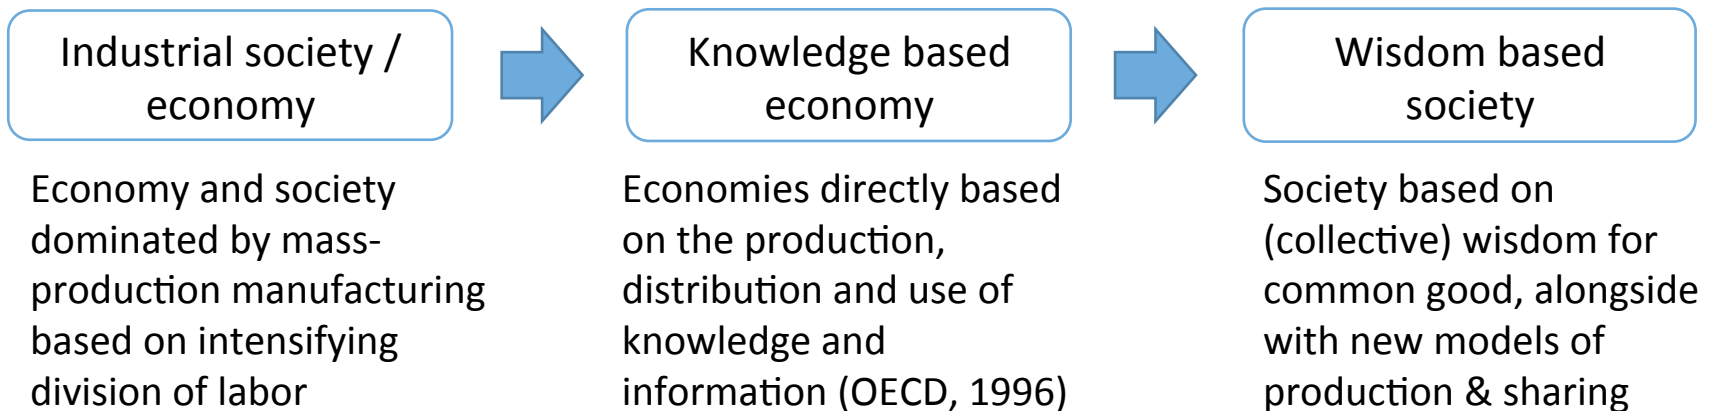 Industrial society /
economy
Knowledge based
economy
Wisdom based
society
Economy and society
dominated by mass-
production manufacturing
based on intensifying
division of labor
Economies directly based
on the production,
distribution and use of
knowledge and
information (OECD, 1996)
Society based on
(collective) wisdom for
common good, alongside
with new models of
production & sharing